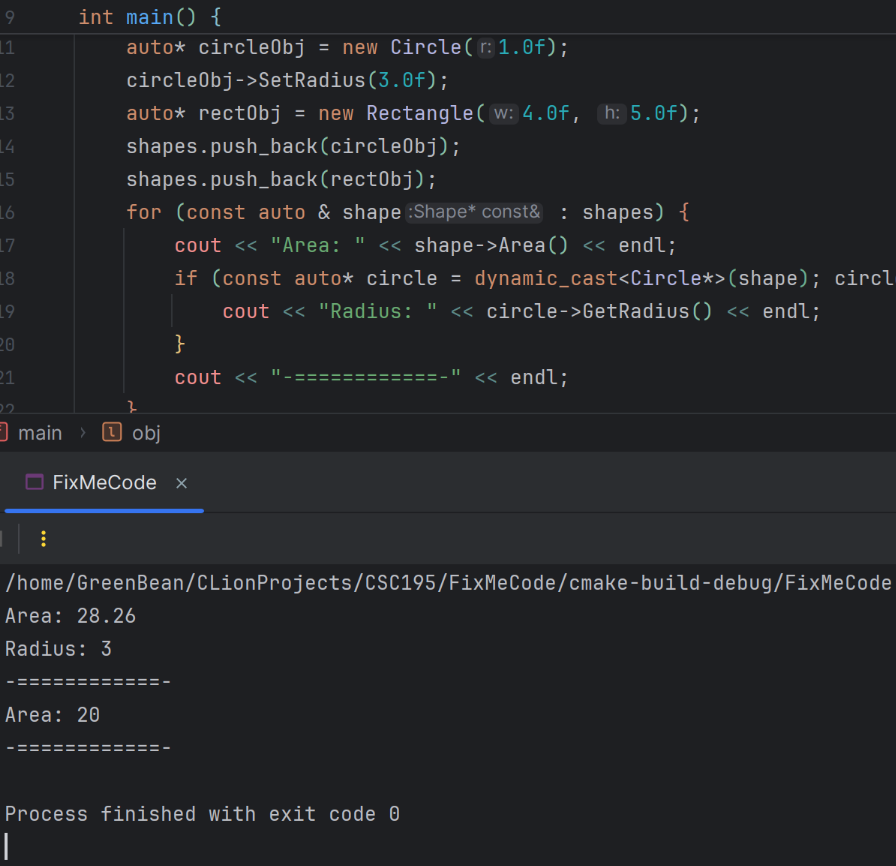 9 int main() {
11 auto* circleObj = new Circle( r: 1.0f);
12 circleObj->SetRadius(3.0f);
13 auto* rectObj = new Rectangle( w: 4.0f, h: 5.0f);
14 shapes.push_back(circleObj);
15 shapes.push_back(rectObj);
16 for (const auto & shape :Shape* const& : shapes) {
17 cout << "Area: " << shape->Area() << endl;
18 if (const auto* circle = dynamic_cast<Circle*>(shape); circl
19 cout << "Radius: " << circle->GetRadius() << endl;
20 }
21 cout << "-============-" << endl;
22 }
main > l obj
FixMeCode ×
/home/GreenBean/CLionProjects/CSC195/FixMeCode/cmake-build-debug/FixMeCode
Area: 28.26
Radius: 3
-============-
Area: 20
-============-
Process finished with exit code 0